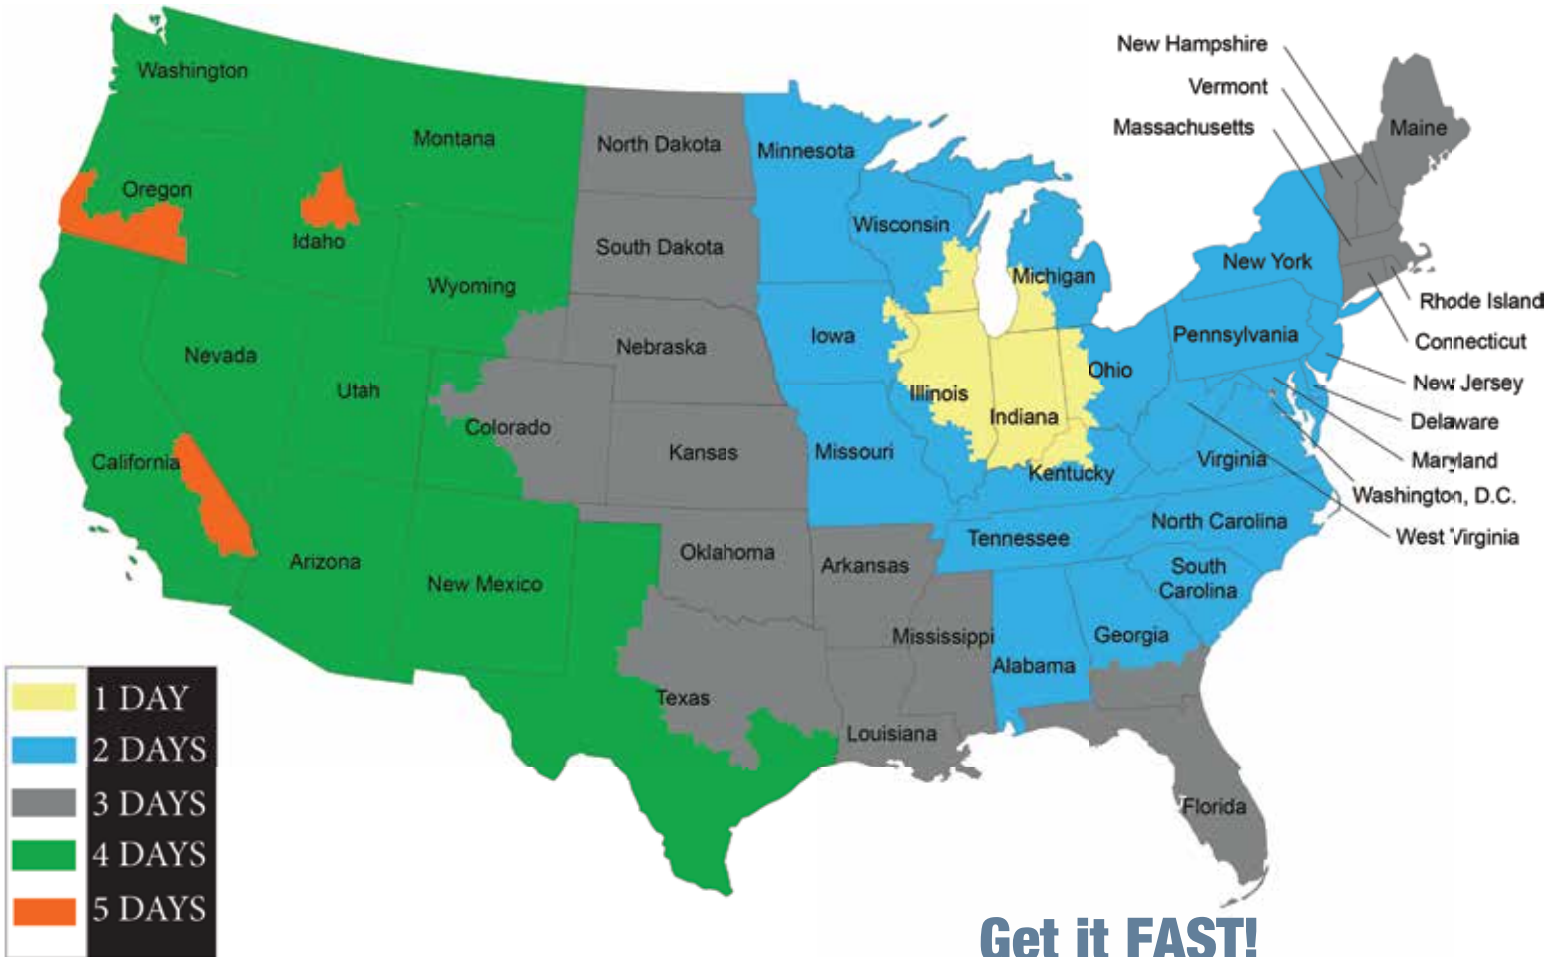 New Hampshire
Vermont
Massachusetts
Maine
Washington
Montana
North Dakota
Minnesota
Oregon
Idaho
South Dakota
Wisconsin
Michigan
New York
Rhode Island
Wyoming
Nebraska
Iowa
Pennsylvania
Connecticut
Nevada
Utah
Colorado
Illinois
Indiana
Ohio
New Jersey
Delaware
California
Kansas
Missouri
Kentucky
Virginia
Maryland
Washington, D.C.
West Virginia
Arizona
New Mexico
Oklahoma
Arkansas
Tennessee
North Carolina
South
Carolina
Mississippi
Alabama
Georgia
Texas
Louisiana
Florida
1 DAY
2 DAYS
3 DAYS
4 DAYS
5 DAYS
Get it FAST!